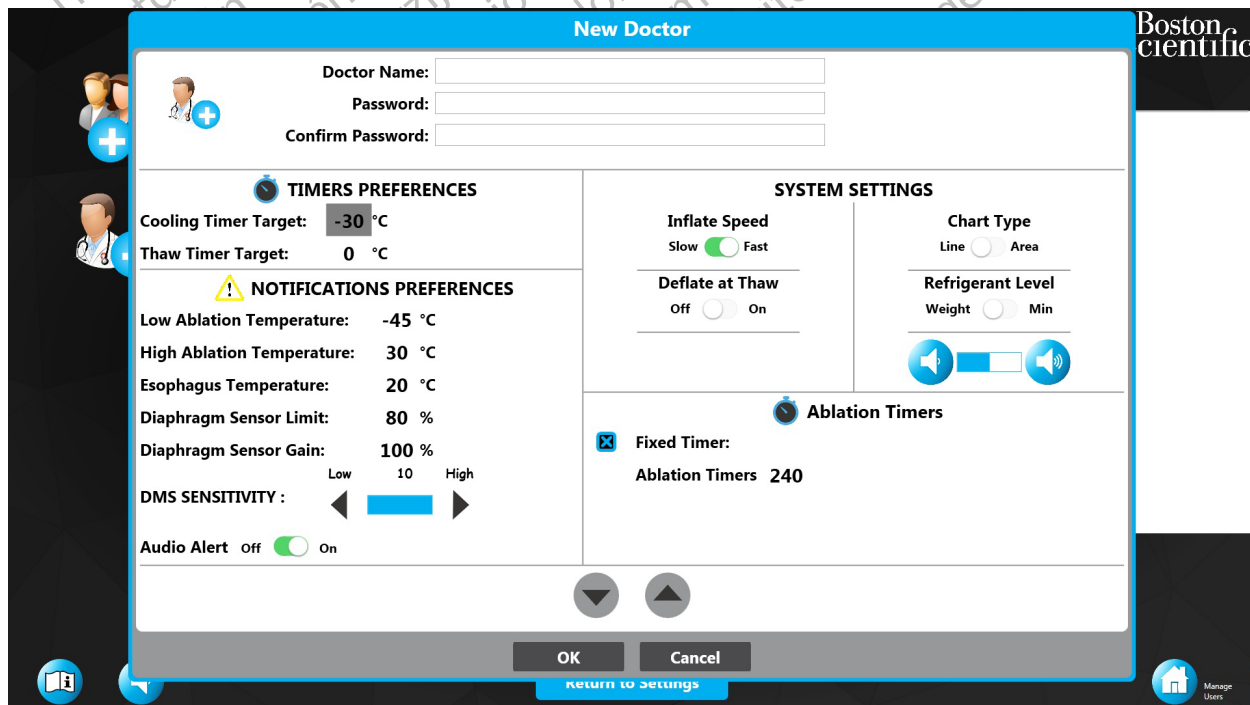 New Doctor
Boston
Scientific
Doctor Name:
Password:
Confirm Password:
TIMERS PREFERENCES
Cooling Timer Target: -30 °C
Thaw Timer Target: 0 °C
NOTIFICATIONS PREFERENCES
Low Ablation Temperature: -45 °C
High Ablation Temperature: 30 °C
Esophagus Temperature: 20 °C
Diaphragm Sensor Limit: 80 %
Diaphragm Sensor Gain: 100 %
Low 10 High
DMS SENSITIVITY :
Audio Alert Off On
SYSTEM SETTINGS
Inflate Speed
Slow Fast
Deflate at Thaw
Off On
Chart Type
Line Area
Refrigerant Level
Weight Min
Ablation Timers
Fixed Timer:
Ablation Timers 240
OK Cancel
Return to Settings
Manage
Users